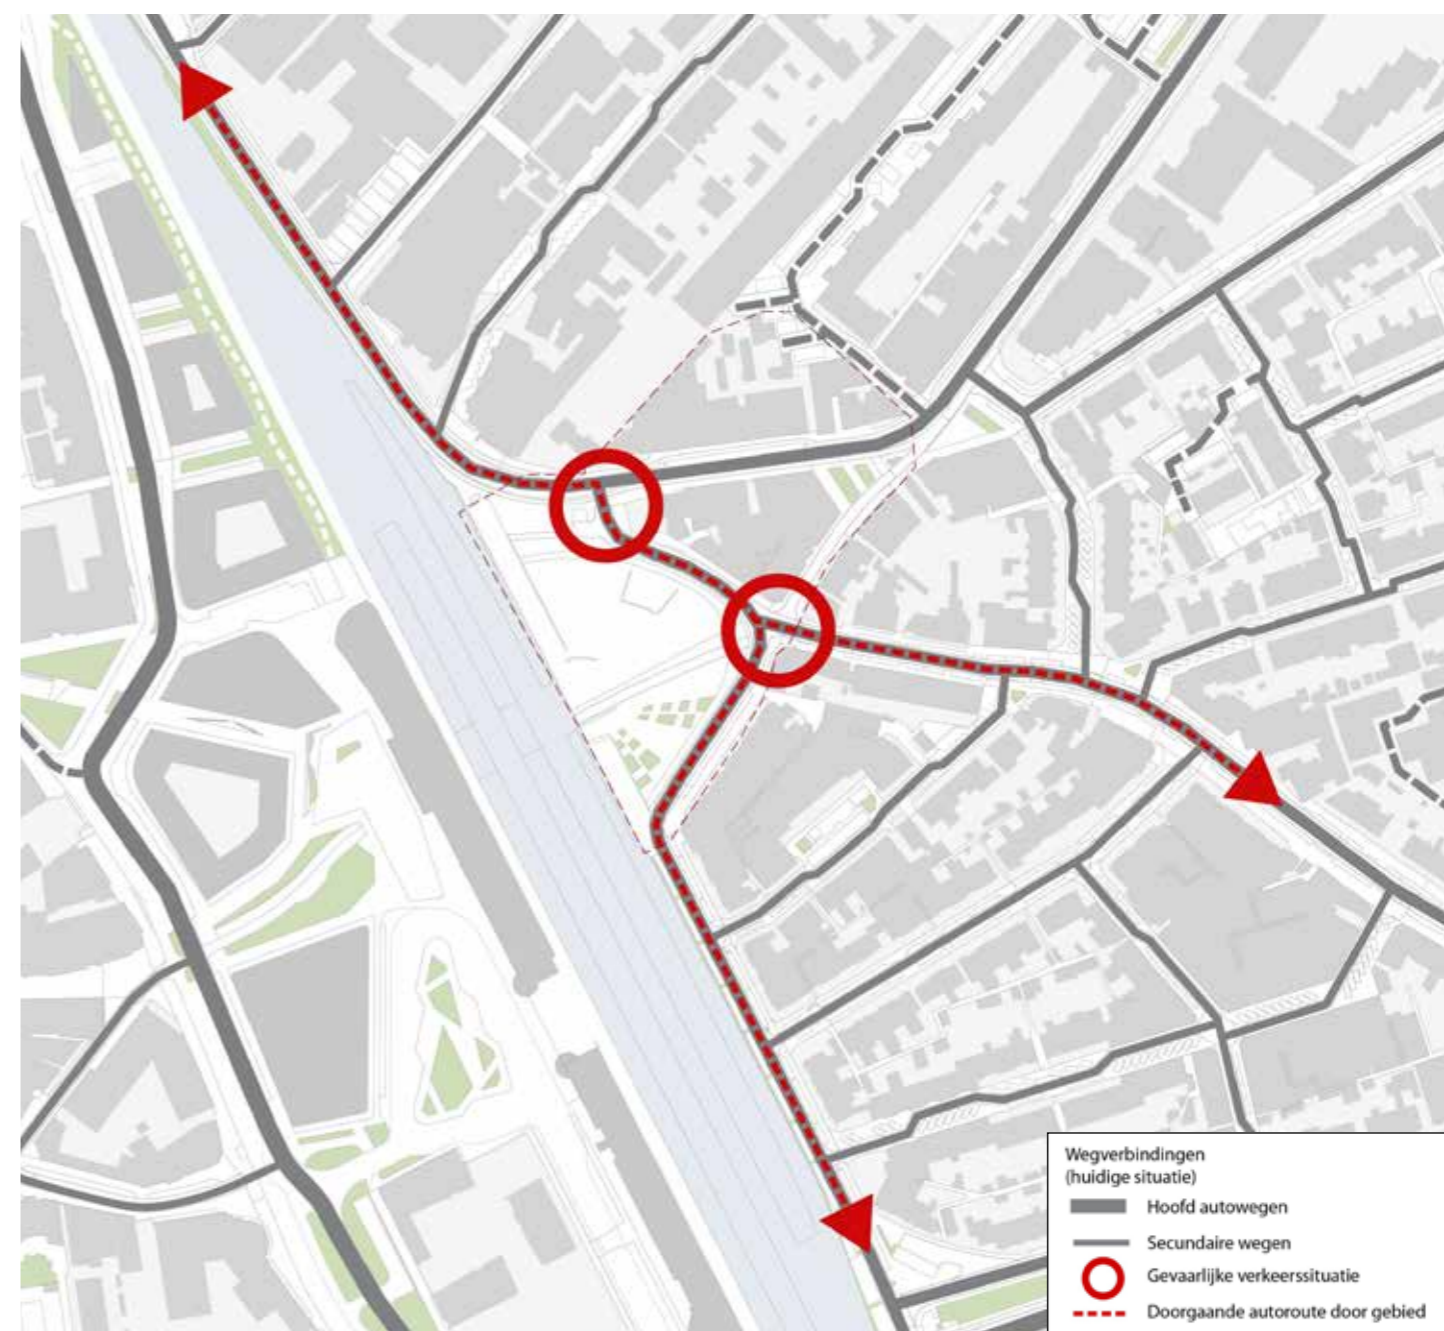 Wegverbindingen
(huidige situatie)
Hoofd autowegen
Secundaire wegen
Gevaarlijke verkeerssituatie
Doorgaande autoroute door gebied